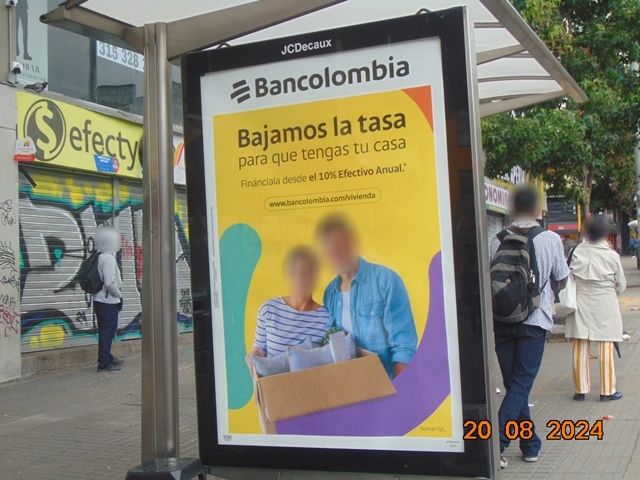 JCDecaux
Bancolombia
Bajamos la tasa
para que tengas tu casa
Fináncialа desde el 10% Efectivo Anual.*
www.bancolombia.com/vivienda
315 328
$ efecty
20 08 2024